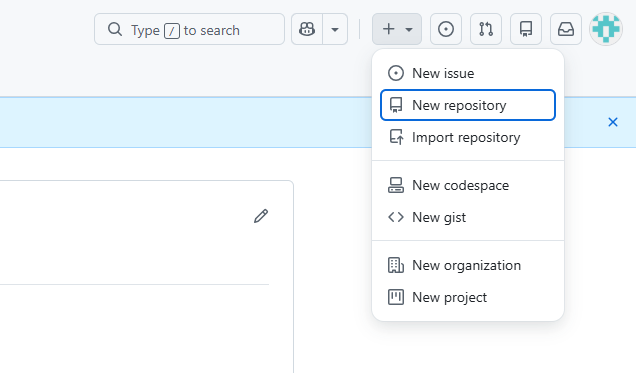 Type / to search
New issue
New repository
Import repository
New codespace
New gist
New organization
New project